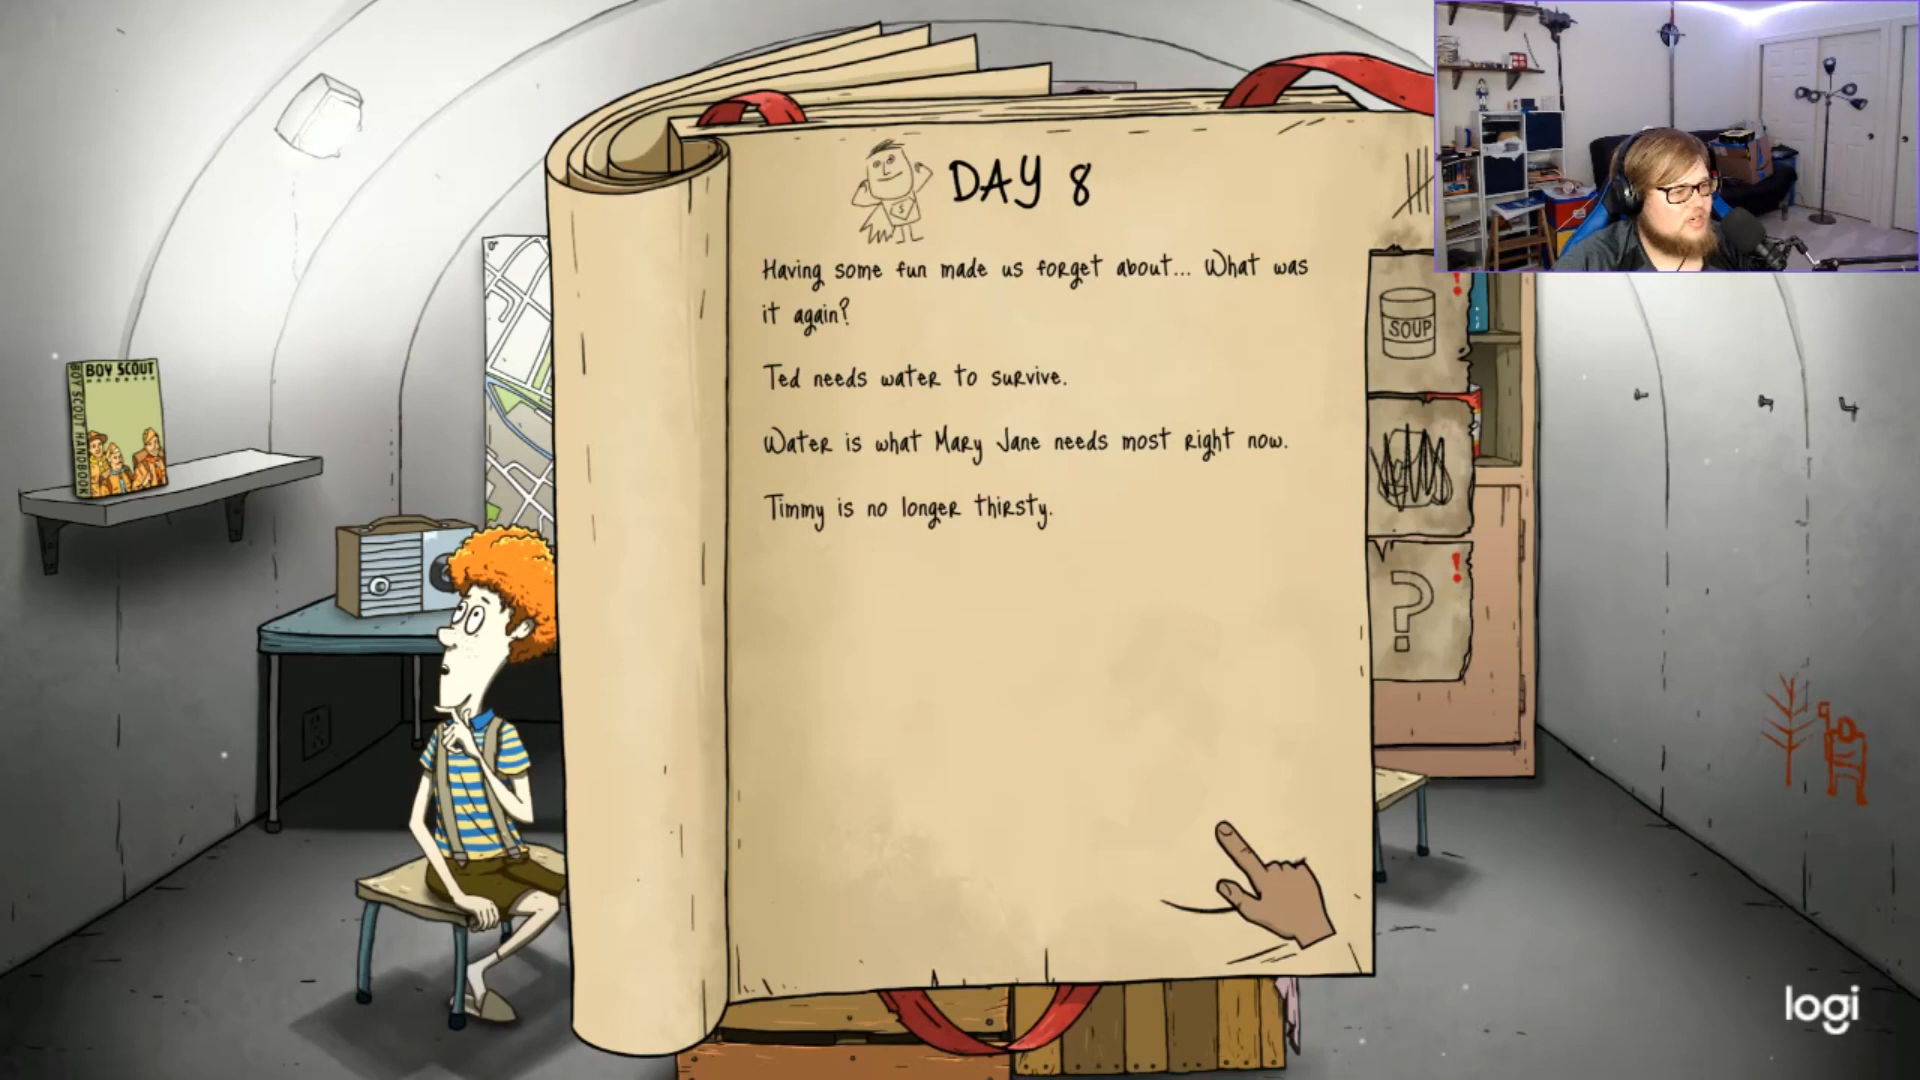 DAY 8
Having some fun made us forget about... What was
it again?
Ted needs water to survive.
Water is what Mary Jane needs most right now.
Timmy is no longer thirsty.
BOY SCOUT
BOY SCOUT HANDBOOK
SOUP
!
?
!
logi